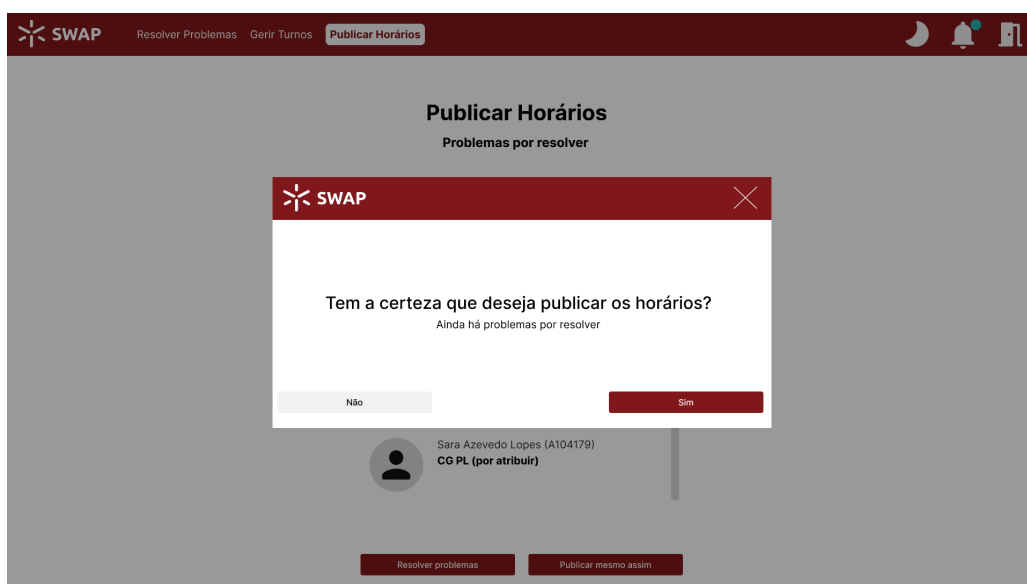 SWAP Resolver Problemas Gerir Turnos Publicar Horários
Publicar Horários
Problemas por resolver
SWAP
Tem a certeza que deseja publicar os horários?
Ainda há problemas por resolver
Não Sim
Sara Azevedo Lopes (A104179)
CG PL (por atribuir)
Resolver problemas Publicar mesmo assim